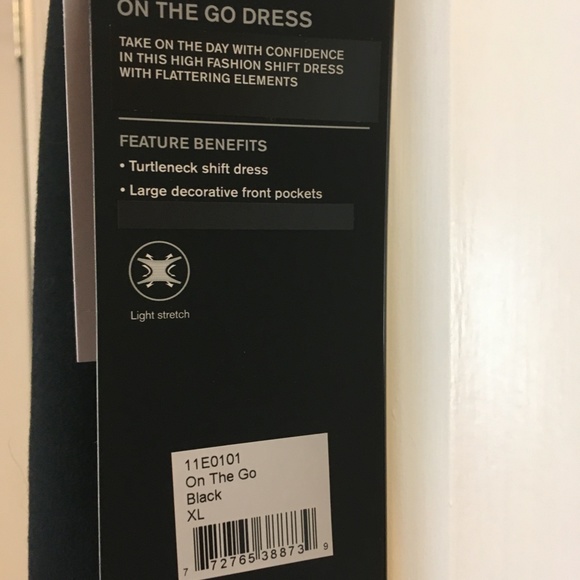 ON THE GO DRESS
TAKE ON THE DAY WITH CONFIDENCE
IN THIS HIGH FASHION SHIFT DRESS
WITH FLATTERING ELEMENTS
FEATURE BENEFITS
• Turtleneck shift dress
• Large decorative front pockets
Light stretch
11E0101
On The Go
Black
XL
7 72765 38873 9